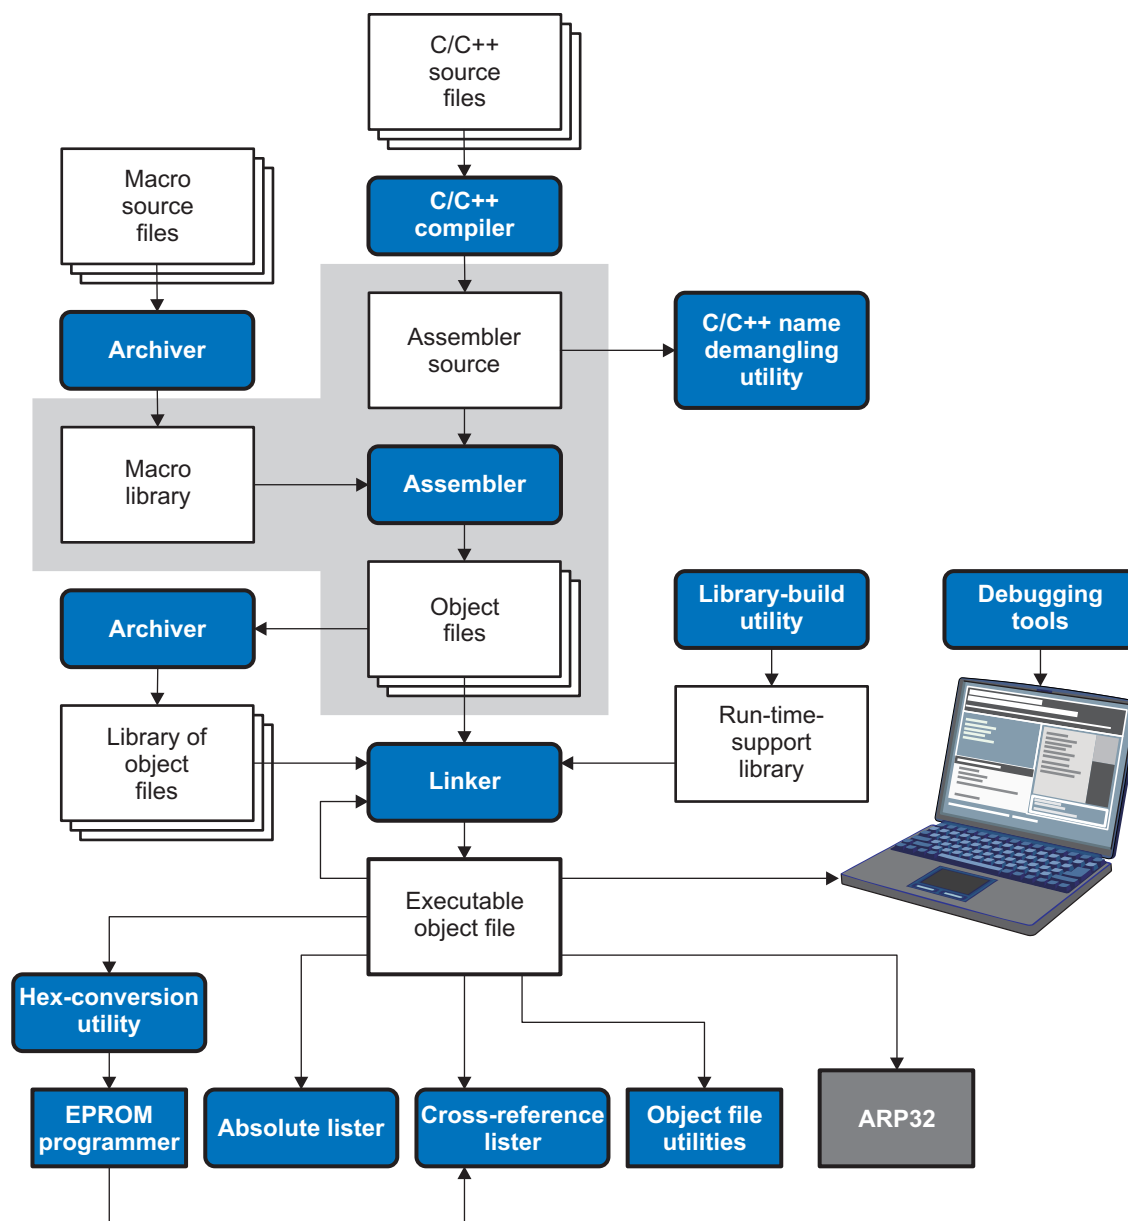 C/C++
source
files
Macro
source
files
C/C++
compiler
Archiver
Assembler
source
C/C++ name
demangling
utility
Macro
library
Assembler
Archiver
Object
files
Library-build
utility
Debugging
tools
Library of
object
files
Linker
Run-time-
support
library
Executable
object file
Hex-conversion
utility
EPROM
programmer
Absolute lister
Cross-reference
lister
Object file
utilities
ARP32